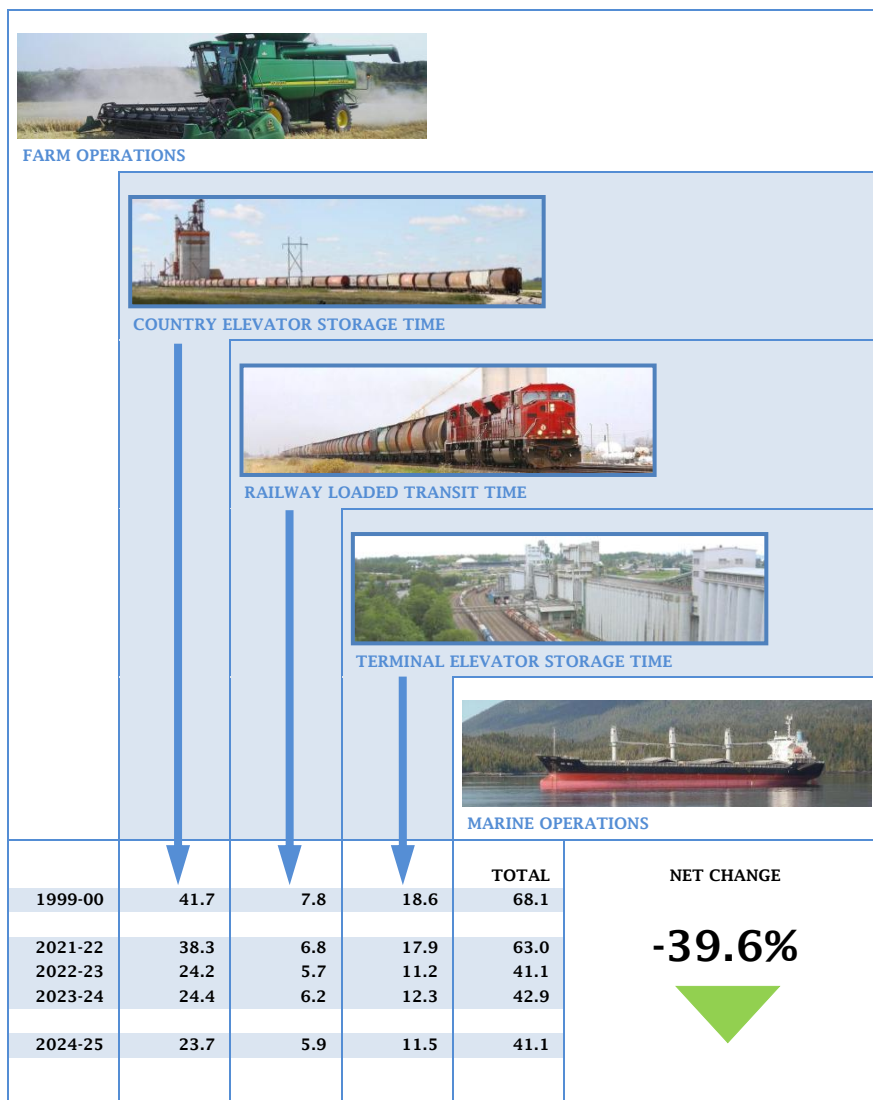 FARM OPERATIONS
COUNTRY ELEVATOR STORAGE TIME
RAILWAY LOADED TRANSIT TIME
TERMINAL ELEVATOR STORAGE TIME
MARINE OPERATIONS
TOTAL NET CHANGE
1999-00 41.7 7.8 18.6 68.1
2021-22 38.3 6.8 17.9 63.0
-39.6%
2022-23 24.2 5.7 11.2 41.1
2023-24 24.4 6.2 12.3 42.9
2024-25 23.7 5.9 11.5 41.1